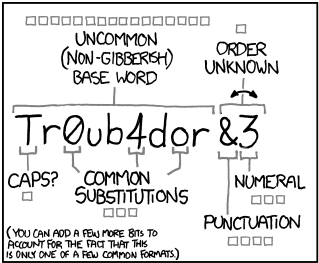 UNCOMMON
(NON-GIBBERISH)
BASE WORD
ORDER
UNKNOWN
Tr0ub4dor &3
CAPS?
COMMON
SUBSTITUTIONS
NUMERAL
PUNCTUATION
(YOU CAN ADD A FEW MORE BITS TO
ACCOUNT FOR THE FACT THAT THIS
IS ONLY ONE OF A FEW COMMON FORMATS.)